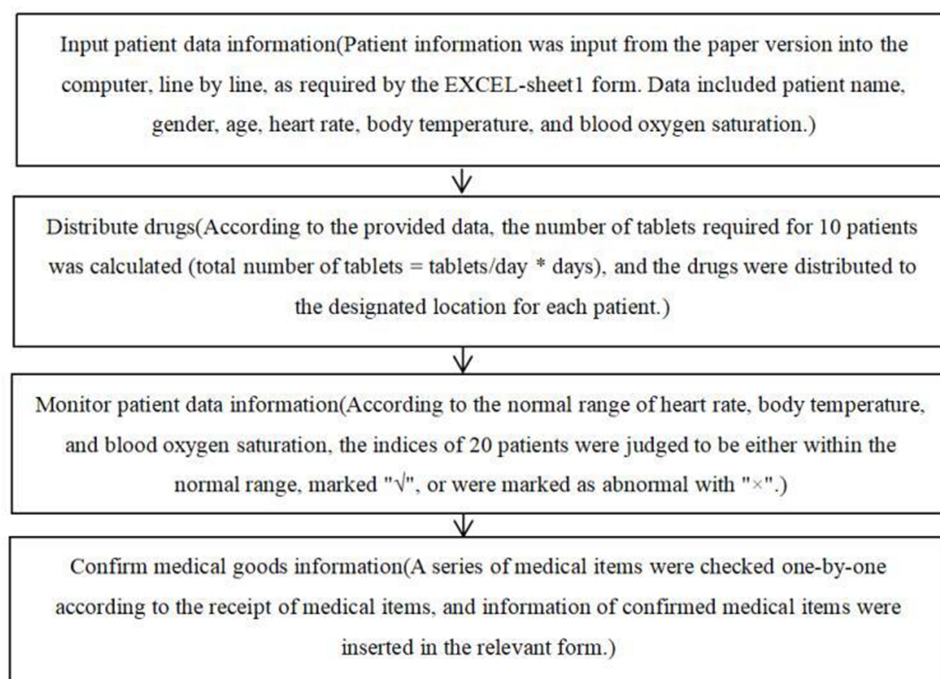 Input patient data information(Patient information was input from the paper version into the
computer, line by line, as required by the EXCEL-sheet1 form. Data included patient name,
gender, age, heart rate, body temperature, and blood oxygen saturation.)
Distribute drugs(According to the provided data, the number of tablets required for 10 patients
was calculated (total number of tablets = tablets/day * days), and the drugs were distributed to
the designated location for each patient.)
Monitor patient data information(According to the normal range of heart rate, body temperature,
and blood oxygen saturation, the indices of 20 patients were judged to be either within the
normal range, marked "√", or were marked as abnormal with "×".)
Confirm medical goods information(A series of medical items were checked one-by-one
according to the receipt of medical items, and information of confirmed medical items were
inserted in the relevant form.)